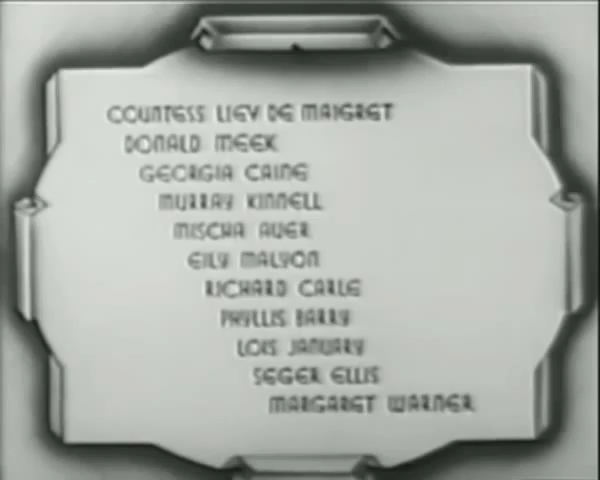 COUNTESS LIEV DE MAIGRET
DONALD MEEK
GEORGIA CAINE
MURRAY KINNELL
MISCHA AUER
EILY MALYON
RICHARD CARLE
PHYLLIS BARRY
LOIS JANUARY
SEGER ELLIS
MARGARET WARNER